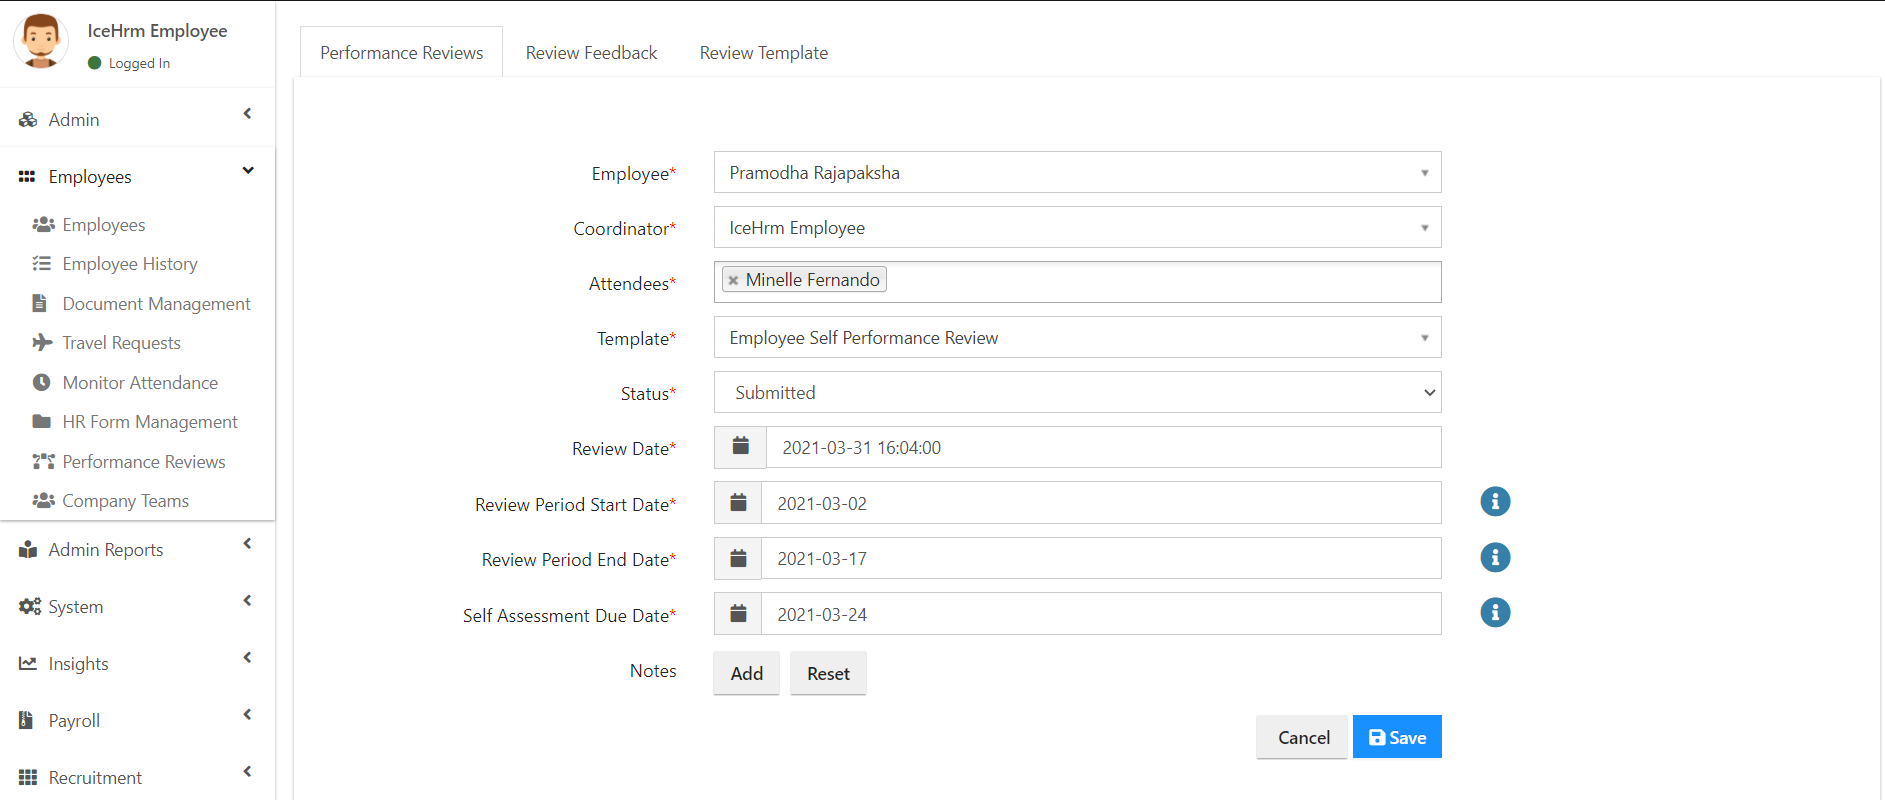 IceHrm Employee
Logged In
Admin
Employees
Employees
Employee History
Document Management
Travel Requests
Monitor Attendance
HR Form Management
Performance Reviews
Company Teams
Admin Reports
System
Insights
Payroll
Recruitment
Performance Reviews Review Feedback Review Template
Employee* Pramodha Rajapaksha
Coordinator* IceHrm Employee
Attendees* × Minelle Fernando
Template* Employee Self Performance Review
Status* Submitted
Review Date* 2021-03-31 16:04:00
Review Period Start Date* 2021-03-02
Review Period End Date* 2021-03-17
Self Assessment Due Date* 2021-03-24
Notes Add Reset
Cancel Save